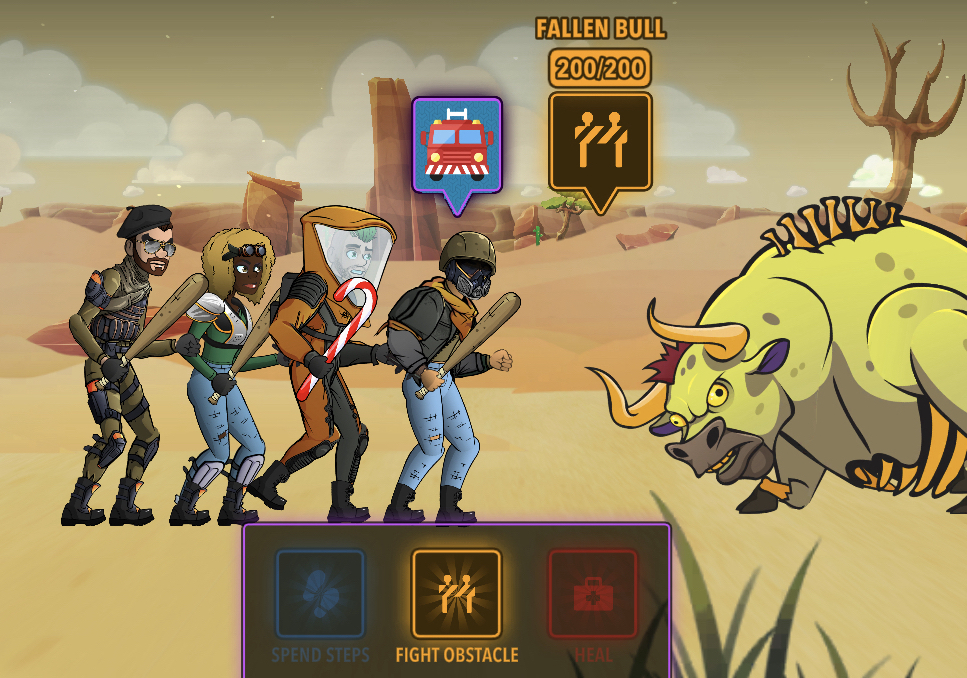 FALLEN BULL
200/200
SPEND STEPS
FIGHT OBSTACLE
HEAL